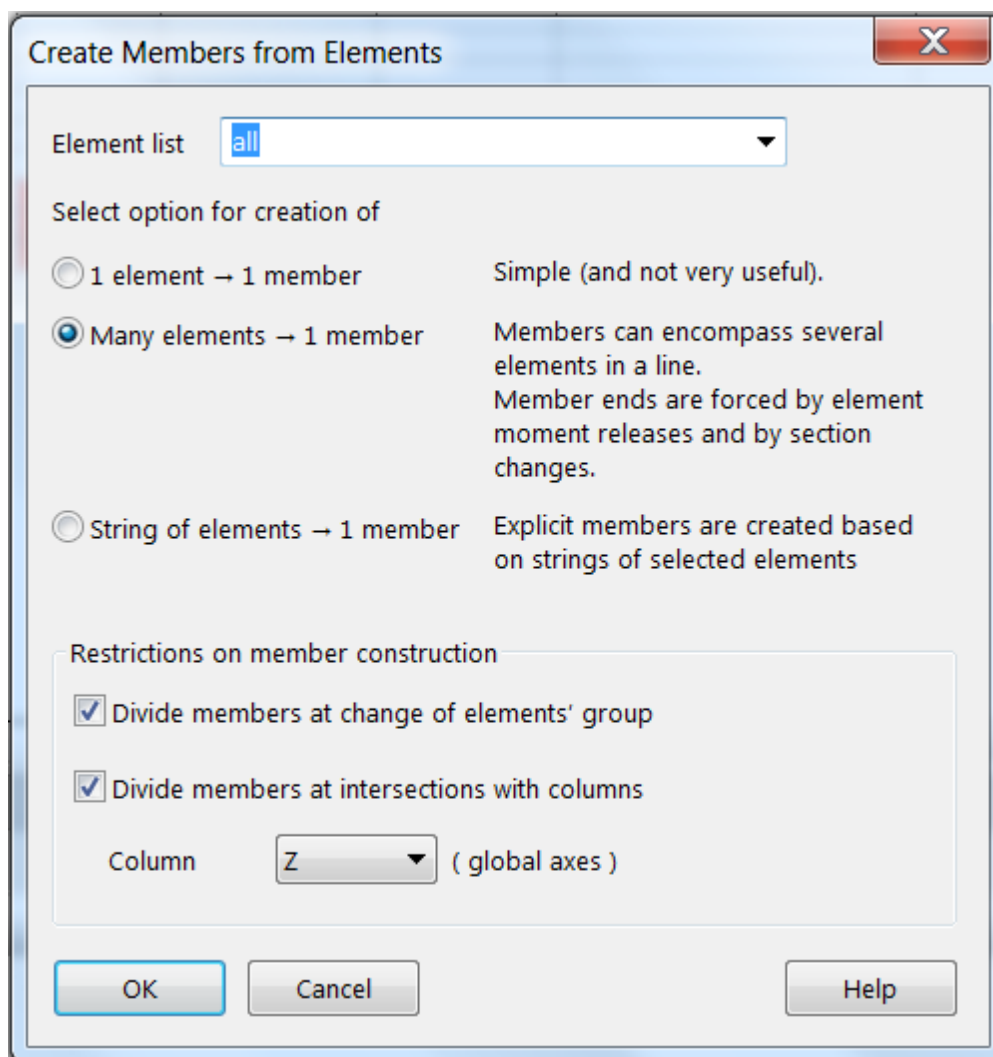 Create Members from Elements
Element list
all
Select option for creation of
1 element → 1 member
Simple (and not very useful).
Many elements → 1 member
Members can encompass several
elements in a line.
Member ends are forced by element
moment releases and by section
changes.
String of elements → 1 member
Explicit members are created based
on strings of selected elements
Restrictions on member construction
Divide members at change of elements' group
Divide members at intersections with columns
Column
Z
( global axes )
OK
Cancel
Help